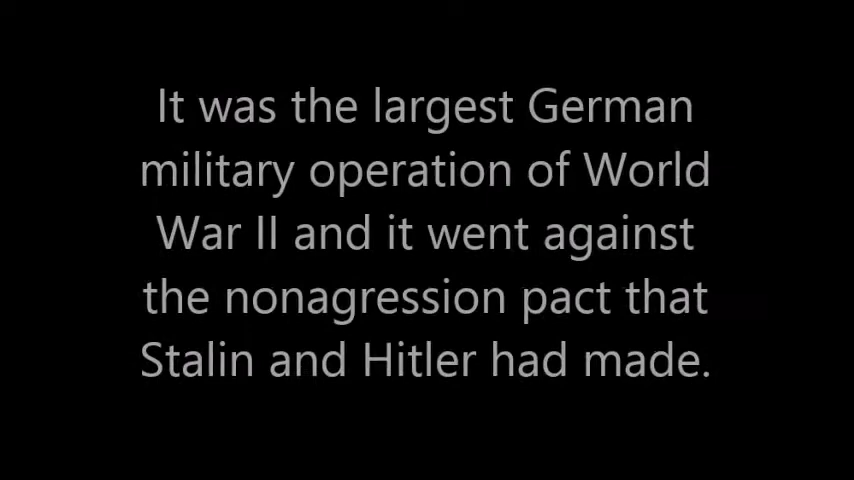 It was the largest German
military operation of World
War II and it went against
the nonagression pact that
Stalin and Hitler had made.